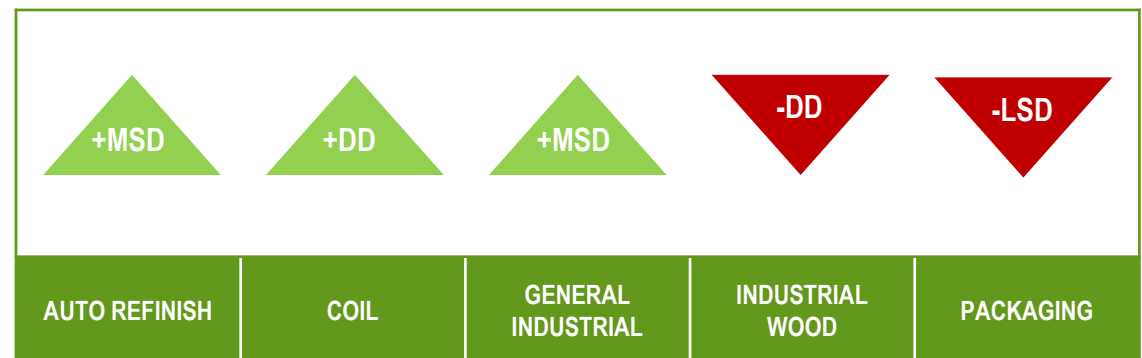 +MSD
+DD
+MSD
-DD
-LSD
AUTO REFINISH
COIL
GENERAL
INDUSTRIAL
INDUSTRIAL
WOOD
PACKAGING